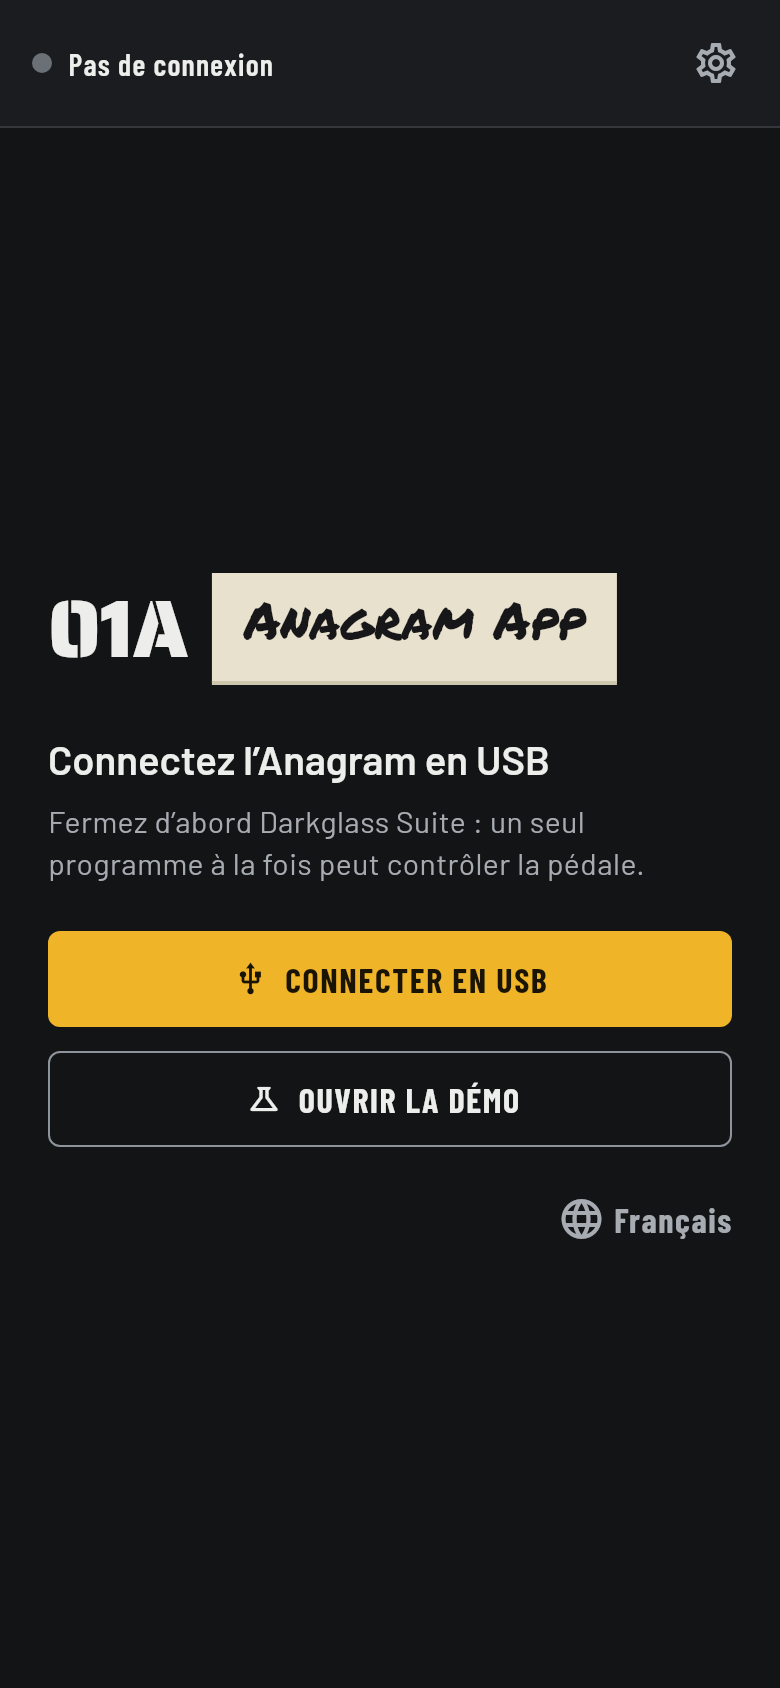 Pas de connexion
01A ANAGRAM APP
Connectez l’Anagram en USB
Fermez d’abord Darkglass Suite : un seul
programme à la fois peut contrôler la pédale.
CONNECTER EN USB
OUVRIR LA DÉMO
Français